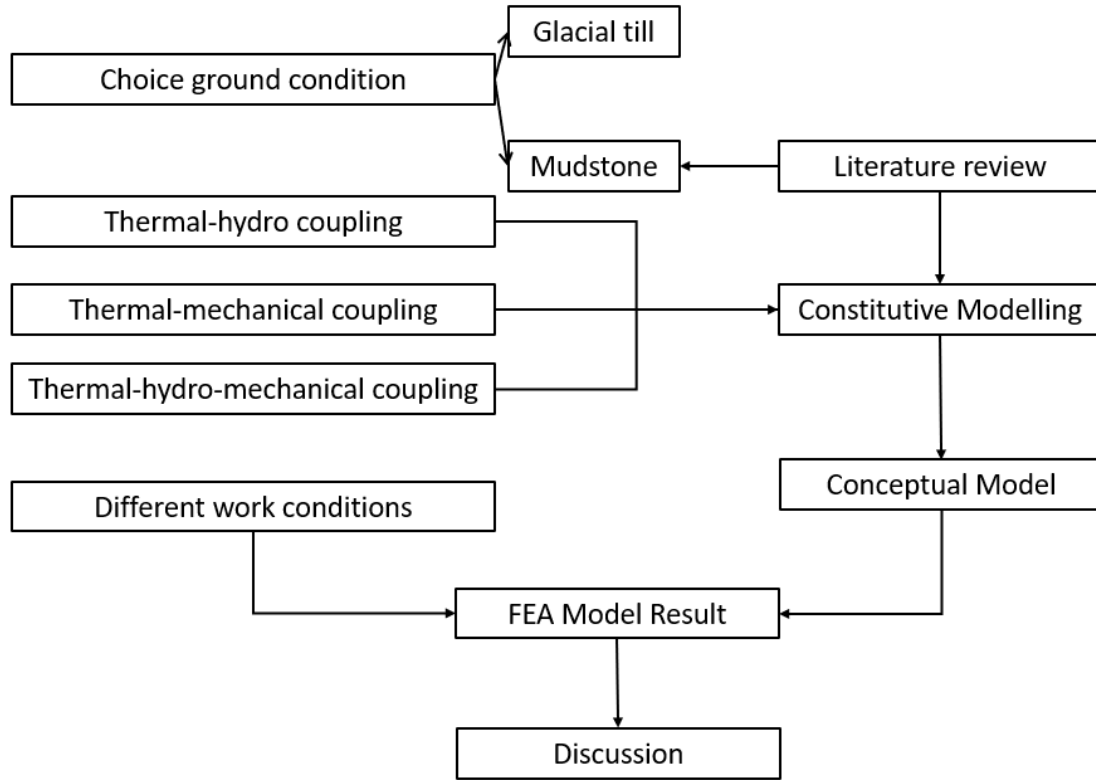 Glacial till
Choice ground condition
Mudstone
Literature review
Thermal-hydro coupling
Thermal-mechanical coupling
Constitutive Modelling
Thermal-hydro-mechanical coupling
Conceptual Model
Different work conditions
FEA Model Result
Discussion